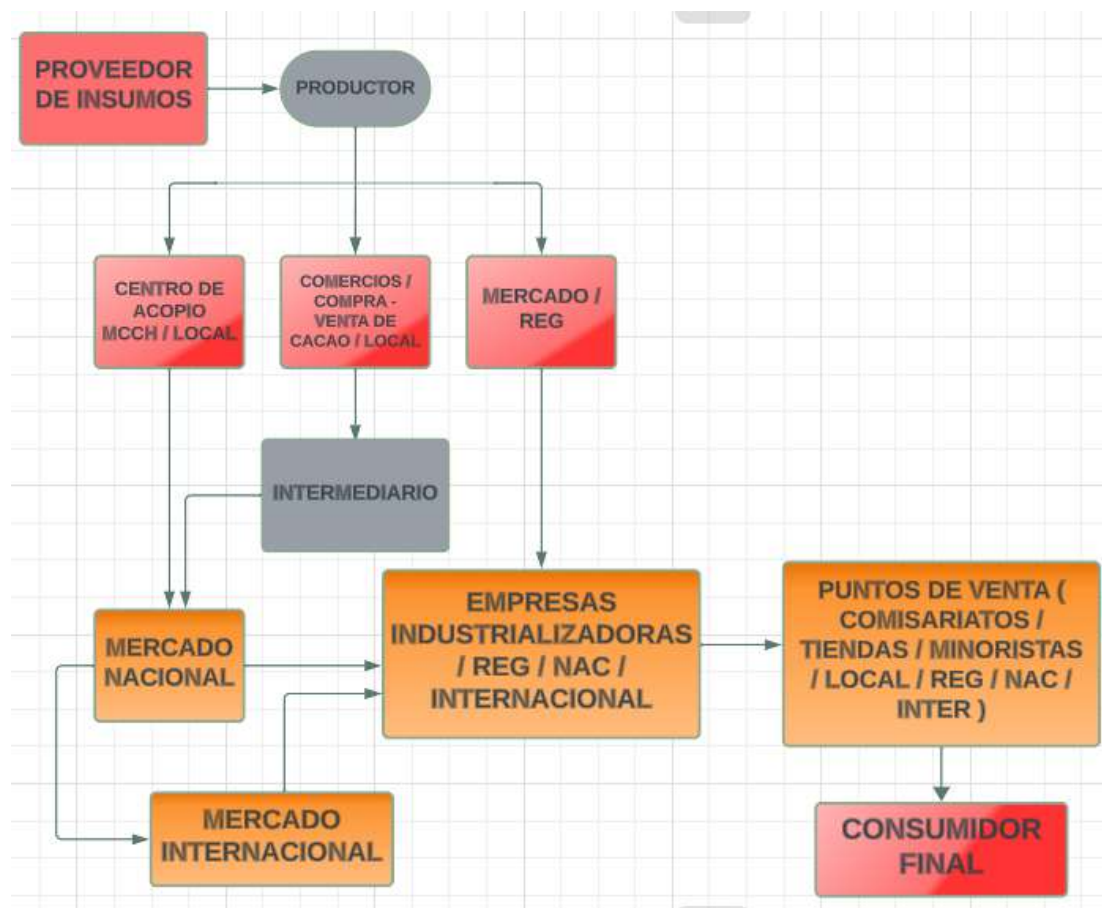 PROVEEDOR
DE INSUMOS
PRODUCTOR
CENTRO DE
ACOPIO
MCCH / LOCAL
COMERCIOS /
COMPRA -
VENTA DE
CACAO / LOCAL
MERCADO /
REG
INTERMEDIARIO
MERCADO
NACIONAL
EMPRESAS
INDUSTRIALIZADORAS
/ REG / NAC /
INTERNACIONAL
PUNTOS DE VENTA (
COMISARIATOS /
TIENDAS / MINORISTAS
/ LOCAL / REG / NAC /
INTER )
MERCADO
INTERNACIONAL
CONSUMIDOR
FINAL